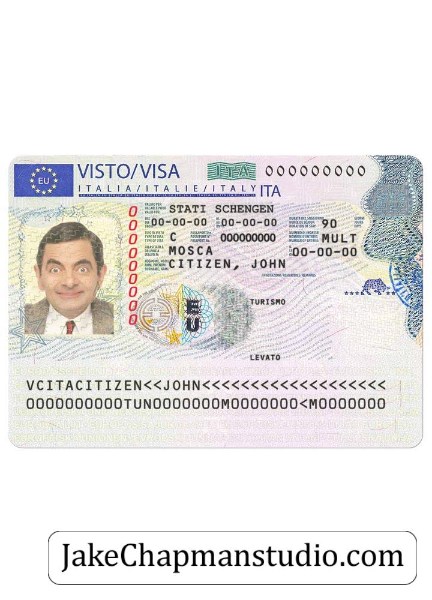 EU VISTO/VISA ITA 000000000
ITALIA/ITALIE/ITALY ITA
STATI SCHENGEN
00-00-00 00-00-00 90
C 000000000 MULT
MOSCA 00-00-00
CITIZEN, JOHN
00000000
TURISMO
LEVATO
VCITACITIZEN<<JOHN<<<<<<<<<<<<<<<<<<<
0000000000TUN0000000M0000000<M0000000
JakeChapmanstudio.com